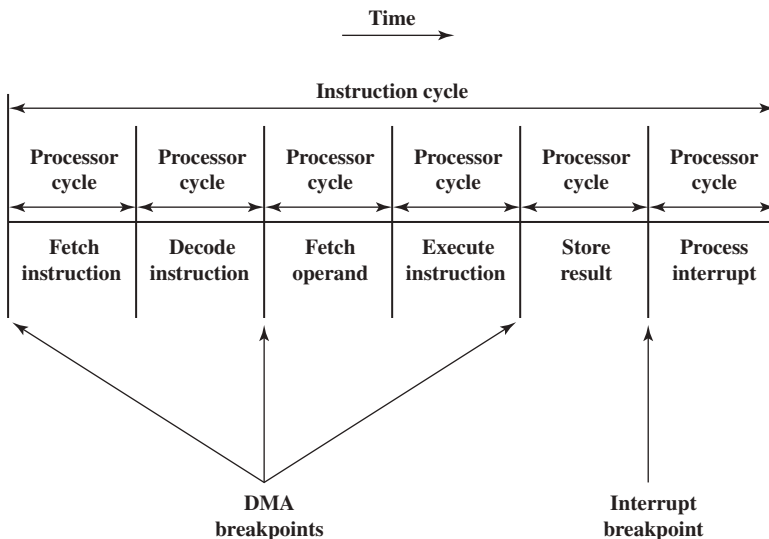 Time
Instruction cycle
Processor
cycle
Processor
cycle
Processor
cycle
Processor
cycle
Processor
cycle
Processor
cycle
Fetch
instruction
Decode
instruction
Fetch
operand
Execute
instruction
Store
result
Process
interrupt
DMA
breakpoints
Interrupt
breakpoint